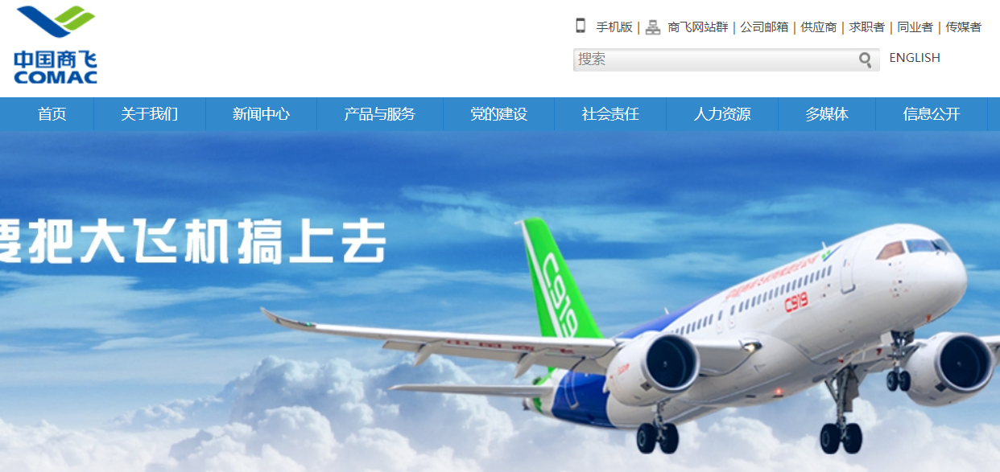 中国商飞
COMAC
手机版 | 商飞网站群 | 公司邮箱 | 供应商 | 求职者 | 同业者 | 传媒者
搜索
ENGLISH
首页 关于我们 新闻中心 产品与服务 党的建设 社会责任 人力资源 多媒体 信息公开
要把大飞机搞上去
C919
C919